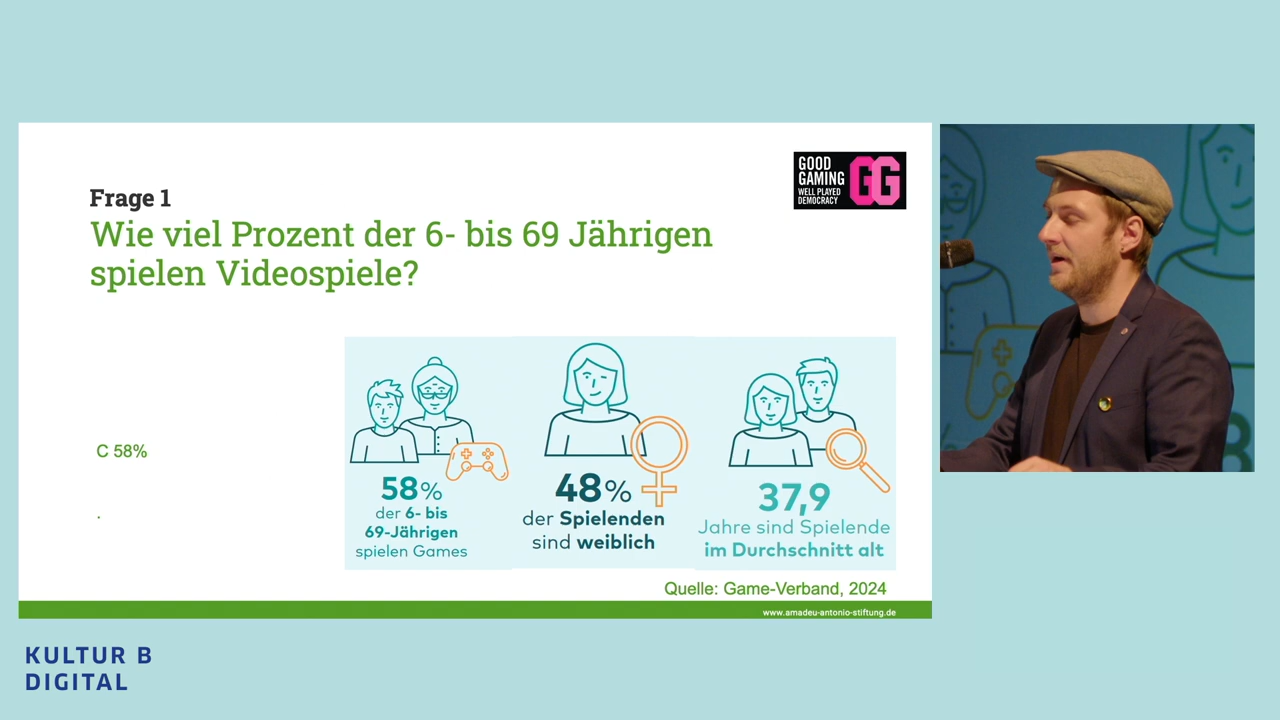 Frage 1
Wie viel Prozent der 6- bis 69 Jährigen
spielen Videospiele?
GOOD
GAMING
WELL PLAYED
DEMOCRACY
GG
C 58%
.
58%
der 6- bis
69-Jährigen
spielen Games
48%
der Spielenden
sind weiblich
37,9
Jahre sind Spielende
im Durchschnitt alt
Quelle: Game-Verband, 2024
www.amadeu-antonio-stiftung.de
KULTUR B
DIGITAL